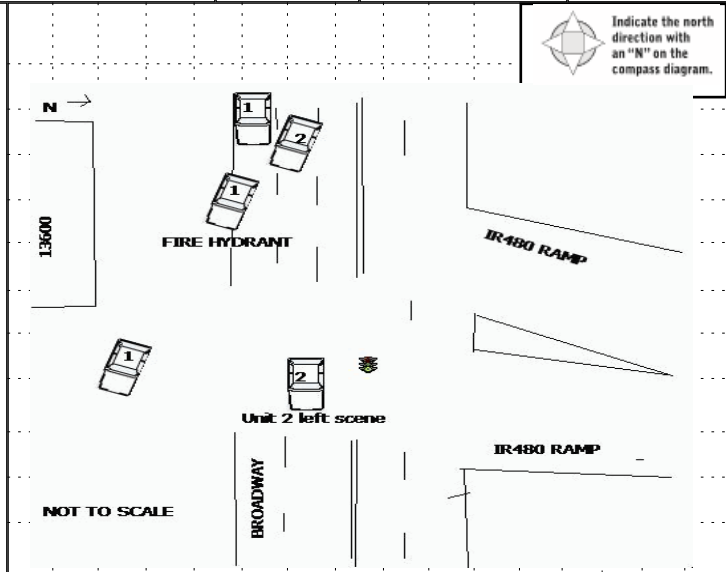 Indicate the north
direction with
an "N" on the
compass diagram.
N
1
2
1
13600
FIRE HYDRANT
IR480 RAMP
1
2
Unit 2 left scene
IR480 RAMP
BROADWAY
NOT TO SCALE